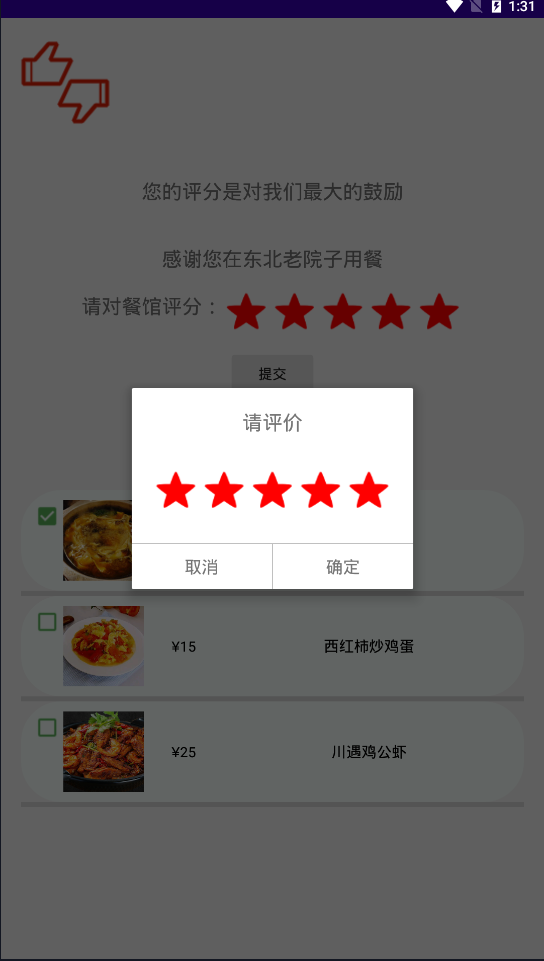 1:31
您的评分是对我们最大的鼓励
感谢您在东北老院子用餐
请对餐馆评分：
提交
请评价
取消
确定
¥15
西红柿炒鸡蛋
¥25
川遇鸡公虾